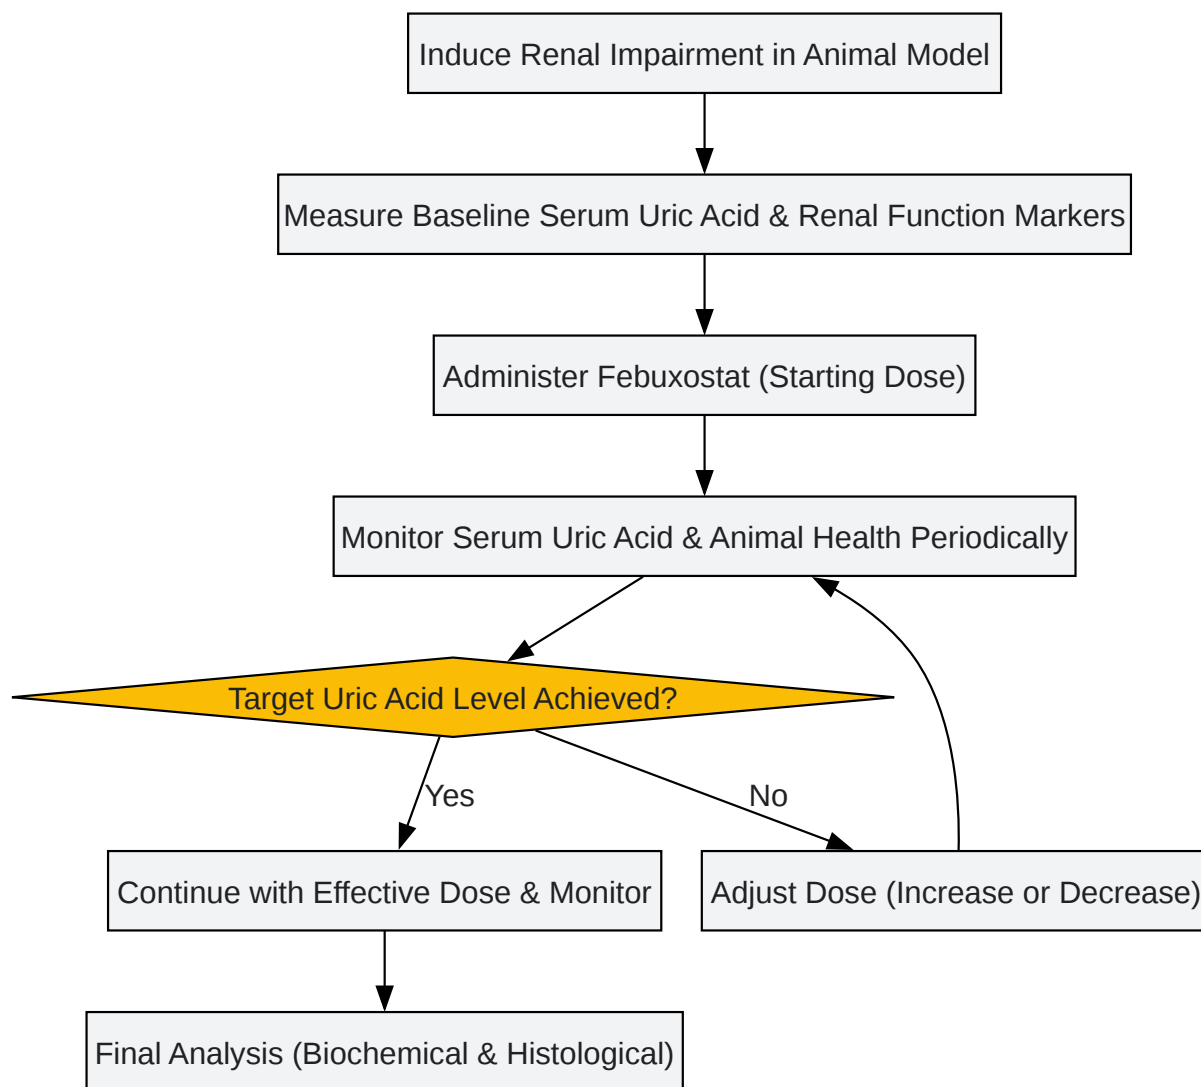 Induce Renal Impairment in Animal Model
Measure Baseline Serum Uric Acid & Renal Function Markers
Administer Febuxostat (Starting Dose)
Monitor Serum Uric Acid & Animal Health Periodically
Target Uric Acid Level Achieved?
Yes
No
Continue with Effective Dose & Monitor
Adjust Dose (Increase or Decrease)
Final Analysis (Biochemical & Histological)